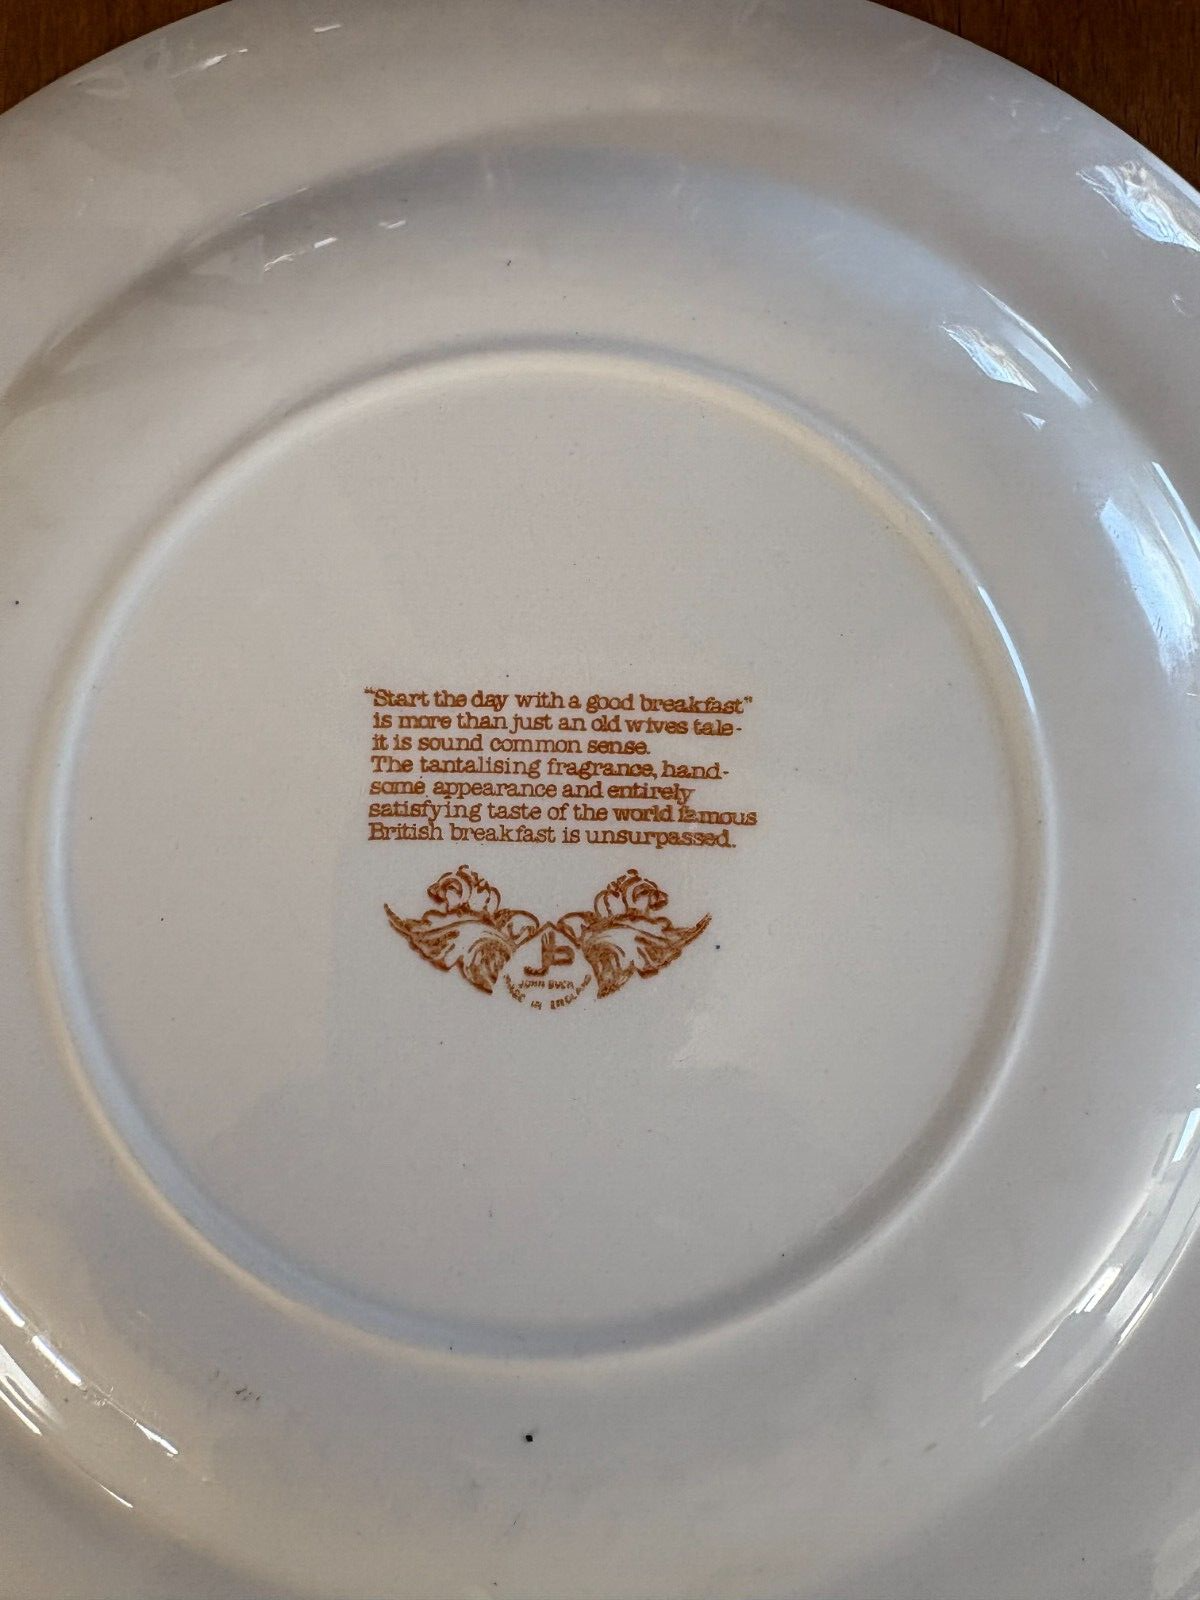 "Start the day with a good breakfast"
is more than just an old wives tale-
it is sound common sense.
The tantalising fragrance, hand-
some appearance and entirely
satisfying taste of the world famous
British breakfast is unsurpassed.
JB
JOHN BUCK
MADE IN ENGLAND